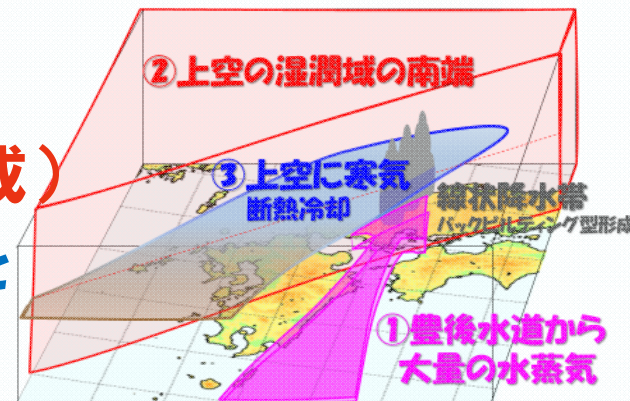 ②上空の湿潤域の南端
成）
③上空に寒気
断熱冷却
線状降水帯
バックビルディング型形成
と
①豊後水道から
大量の水蒸気